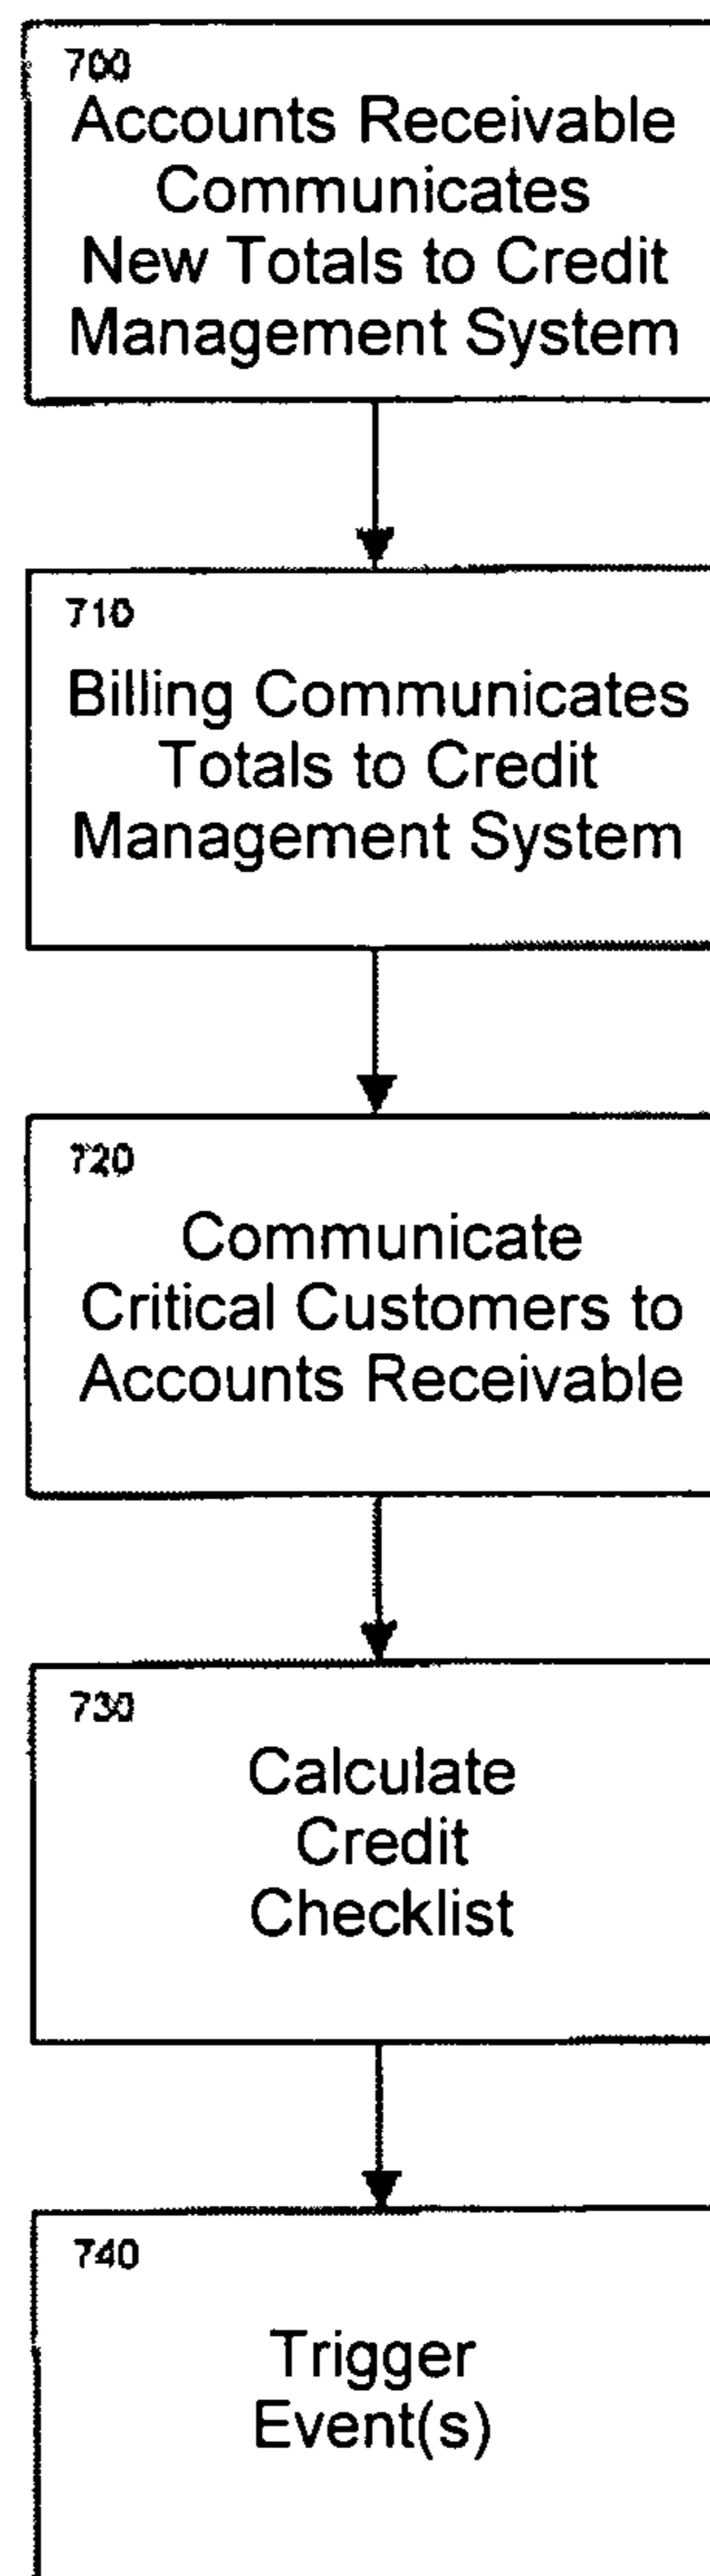 700
Accounts Receivable
Communicates
New Totals to Credit
Management System
710
Billing Communicates
Totals to Credit
Management System
720
Communicate
Critical Customers to
Accounts Receivable
730
Calculate
Credit
Checklist
740
Trigger
Event(s)